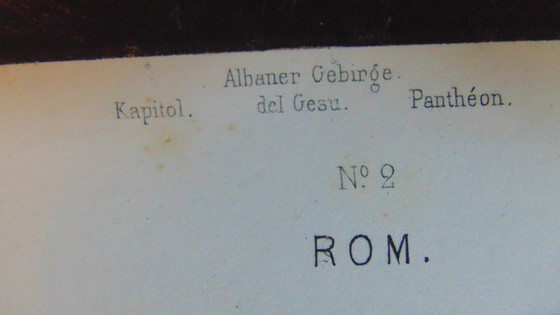 Albaner Gebirge.
Kapitol. del Gesu. Panthéon.
Nº. 2
ROM.